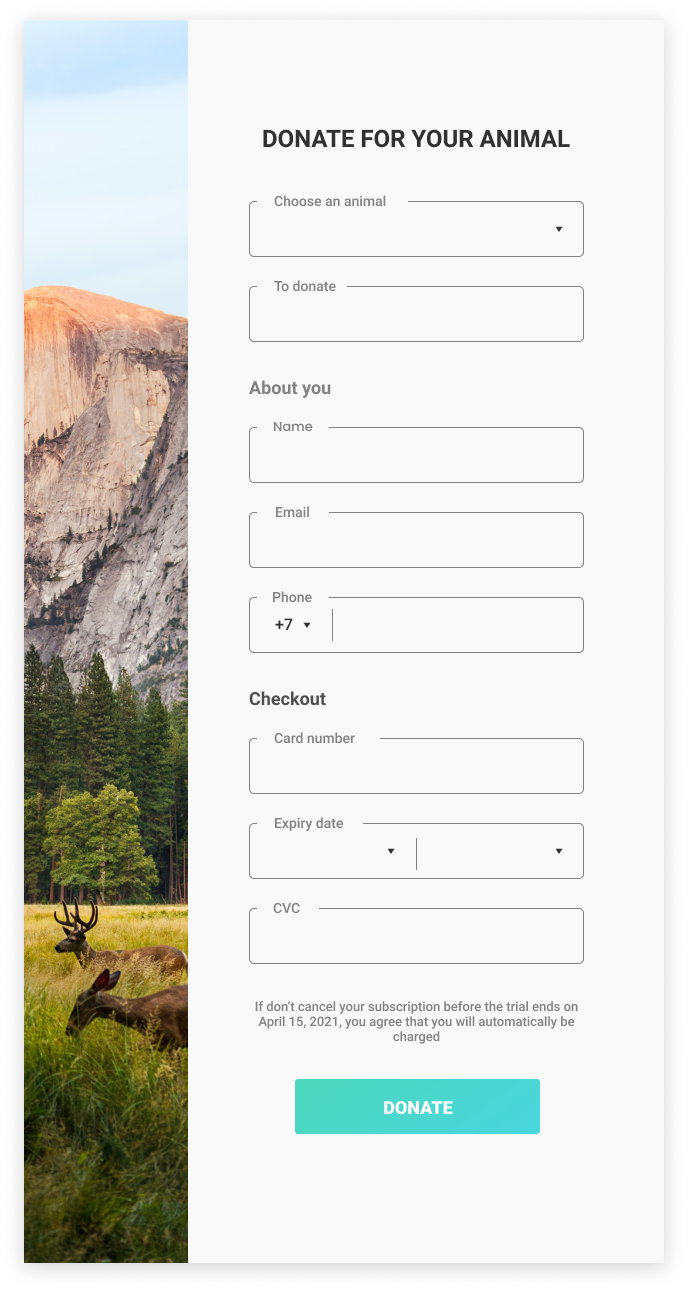 DONATE FOR YOUR ANIMAL
Choose an animal
To donate
About you
Name
Email
Phone
+7
Checkout
Card number
Expiry date
CVC
If don't cancel your subscription before the trial ends on
April 15, 2021, you agree that you will automatically be
charged
DONATE